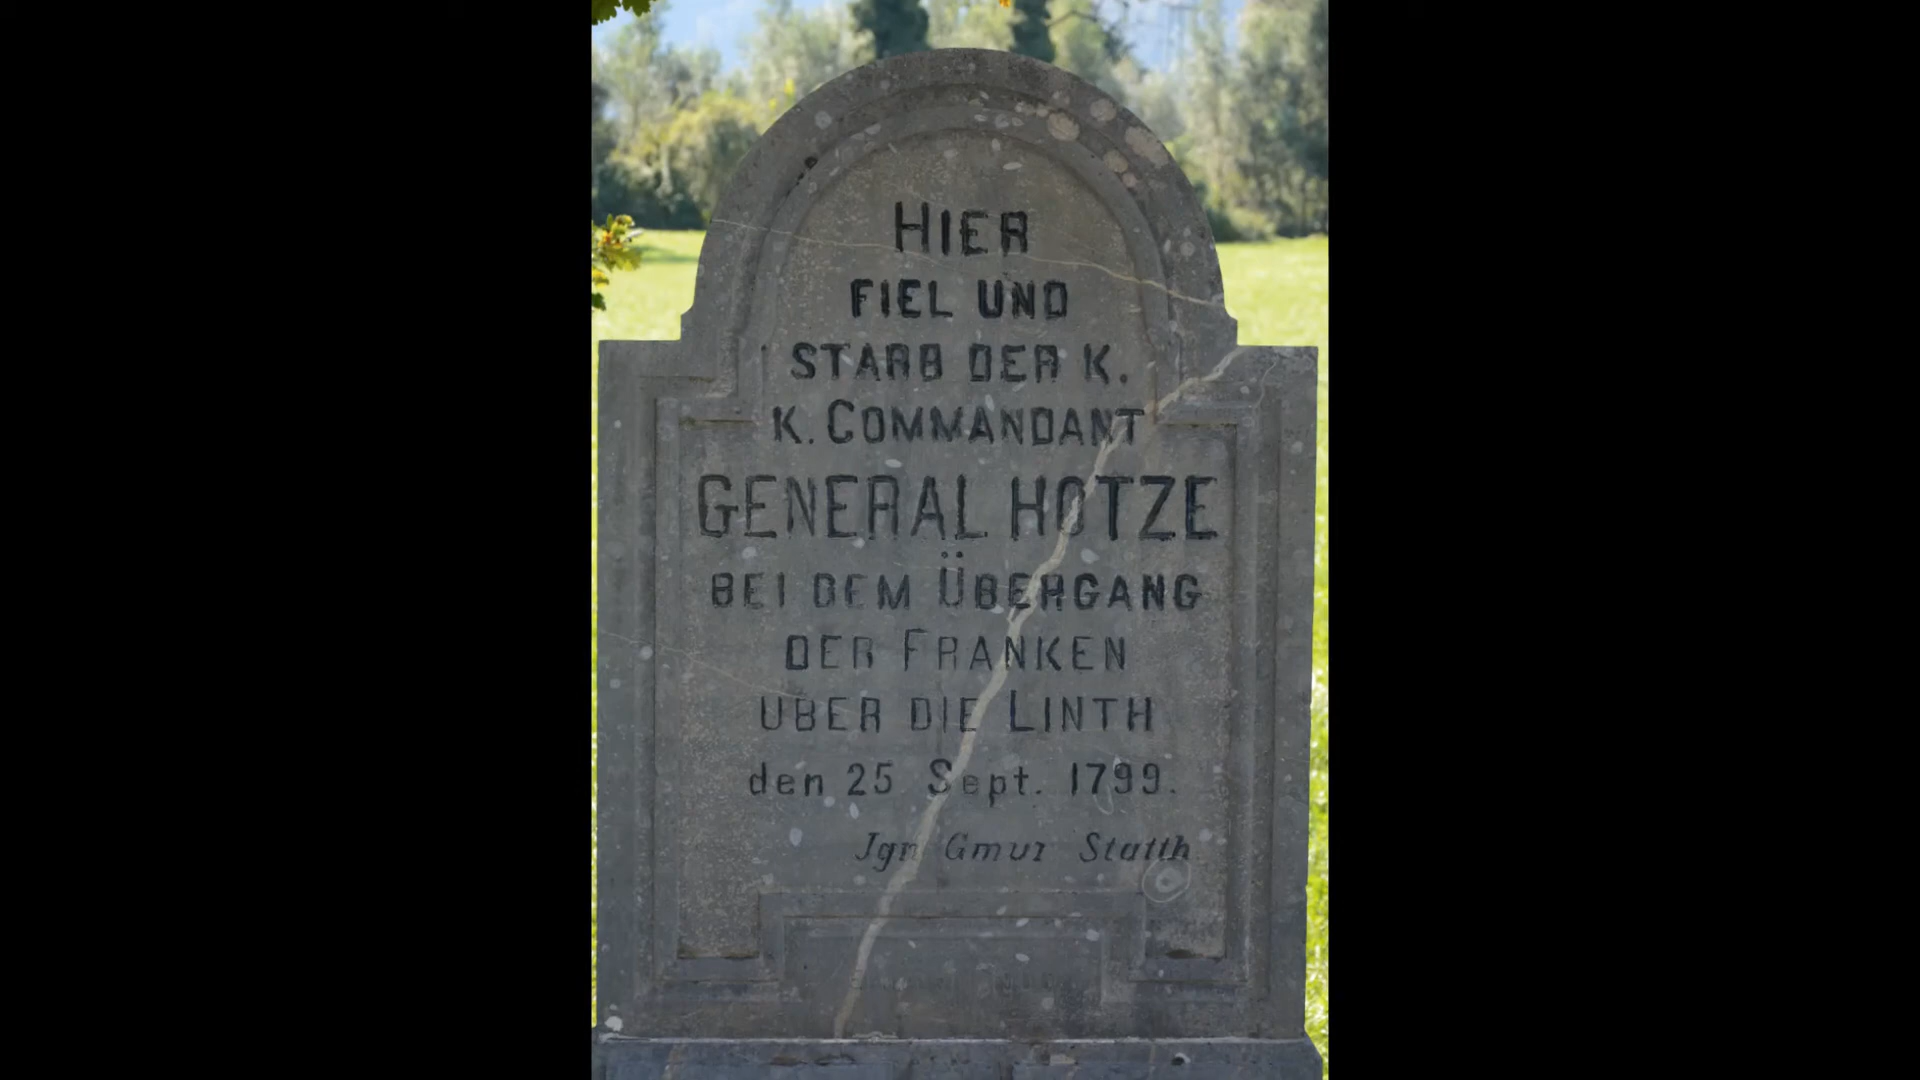 HIER
FIEL UND
STARB DER K.
K. COMMANDANT
GENERAL HOTZE
BEI DEM ÜBERGANG
DER FRANKEN
UBER DIE LINTH
den 25 Sept. 1799.
Jgn Gmur Statth